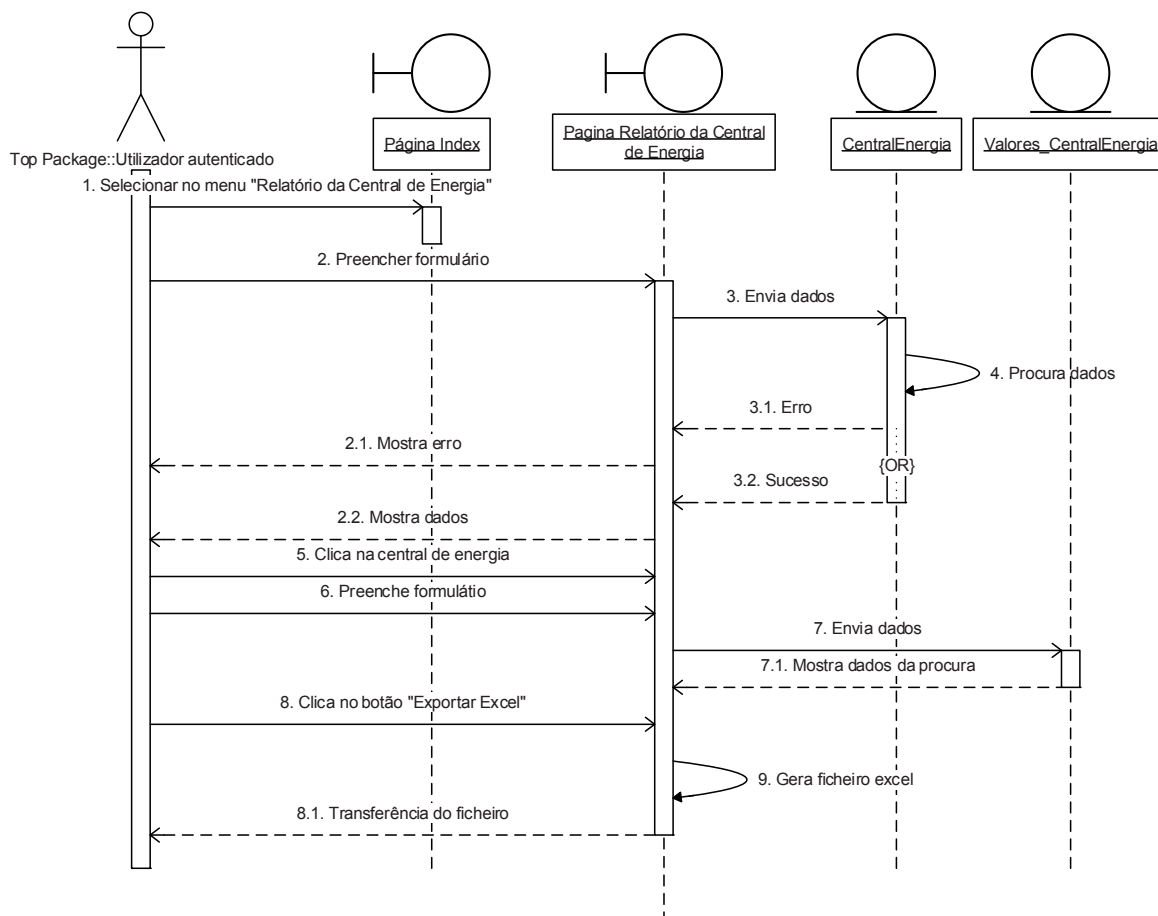 Página Index
Pagina Relatório da Central
de Energia
CentralEnergia
Valores_CentralEnergia
Top Package::Utilizador autenticado
1. Selecionar no menu "Relatório da Central de Energia"
2. Preencher formulário
3. Envia dados
4. Procura dados
3.1. Erro
2.1. Mostra erro
{OR}
3.2. Sucesso
2.2. Mostra dados
5. Clica na central de energia
6. Preenche formulátio
7. Envia dados
7.1. Mostra dados da procura
8. Clica no botão "Exportar Excel"
9. Gera ficheiro excel
8.1. Transferência do ficheiro